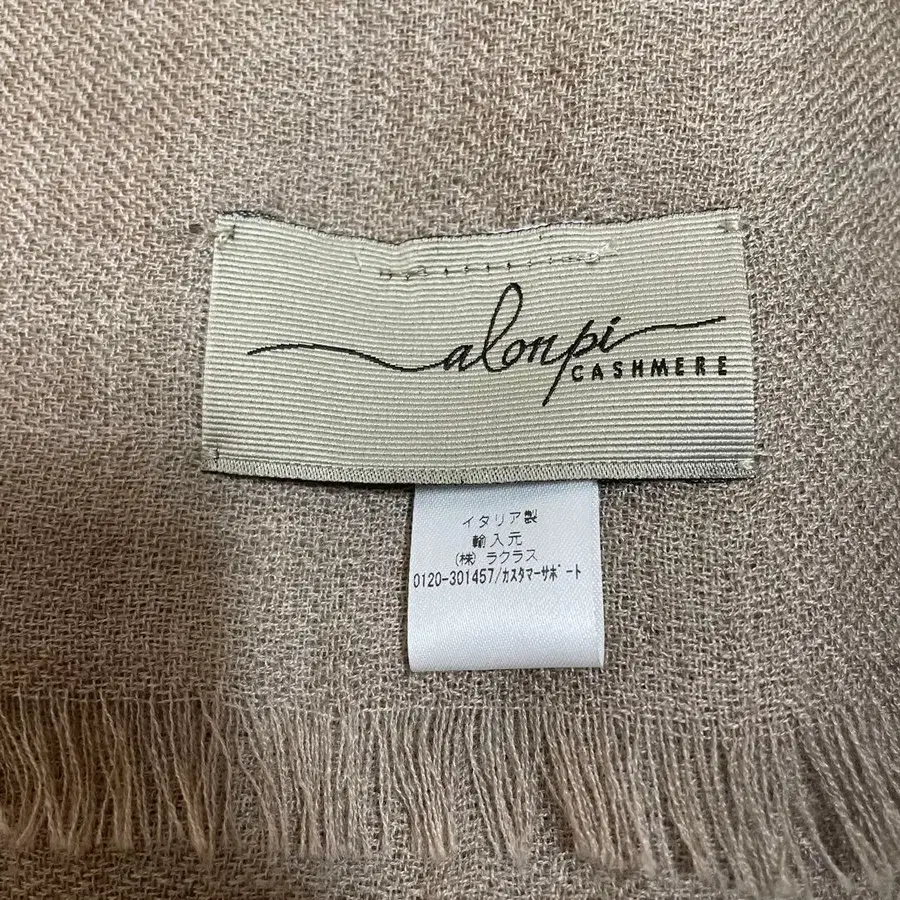 alonpi
CASHMERE
イタリア製
輸入元
(株) ラクラス
0120-301457/カスタマーサポート